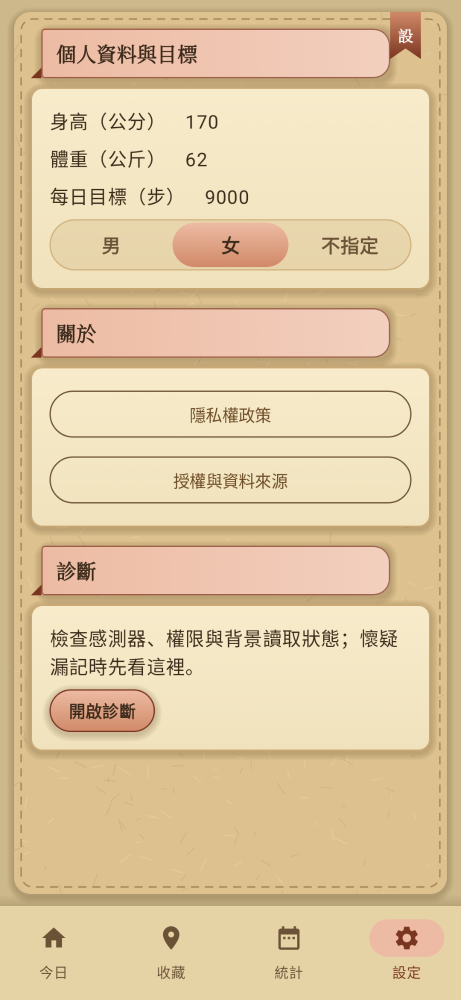 設
個人資料與目標
身高（公分） 170
體重（公斤） 62
每日目標（步） 9000
男 女 不指定
關於
隱私權政策
授權與資料來源
診斷
檢查感測器、權限與背景讀取狀態；懷疑
漏記時先看這裡。
開啟診斷
今日 收藏 統計 設定